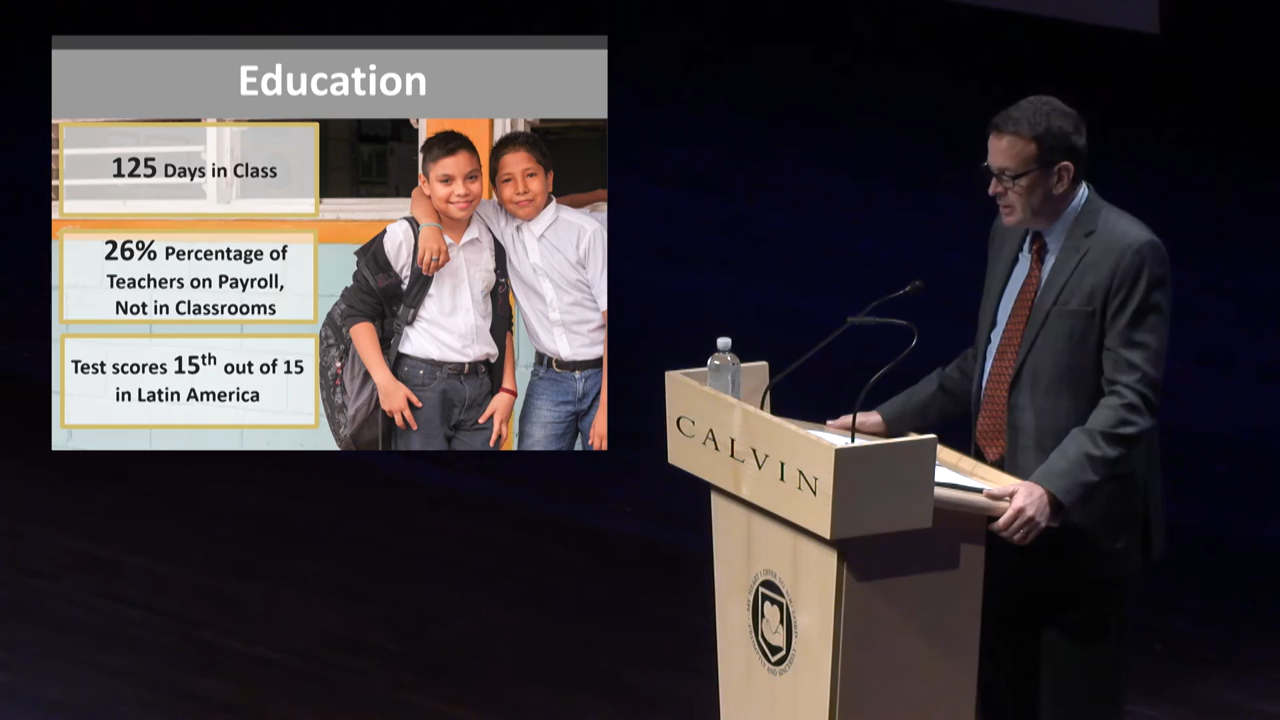 Education
125 Days in Class
26% Percentage of
Teachers on Payroll,
Not in Classrooms
Test scores 15th out of 15
in Latin America
CALVIN